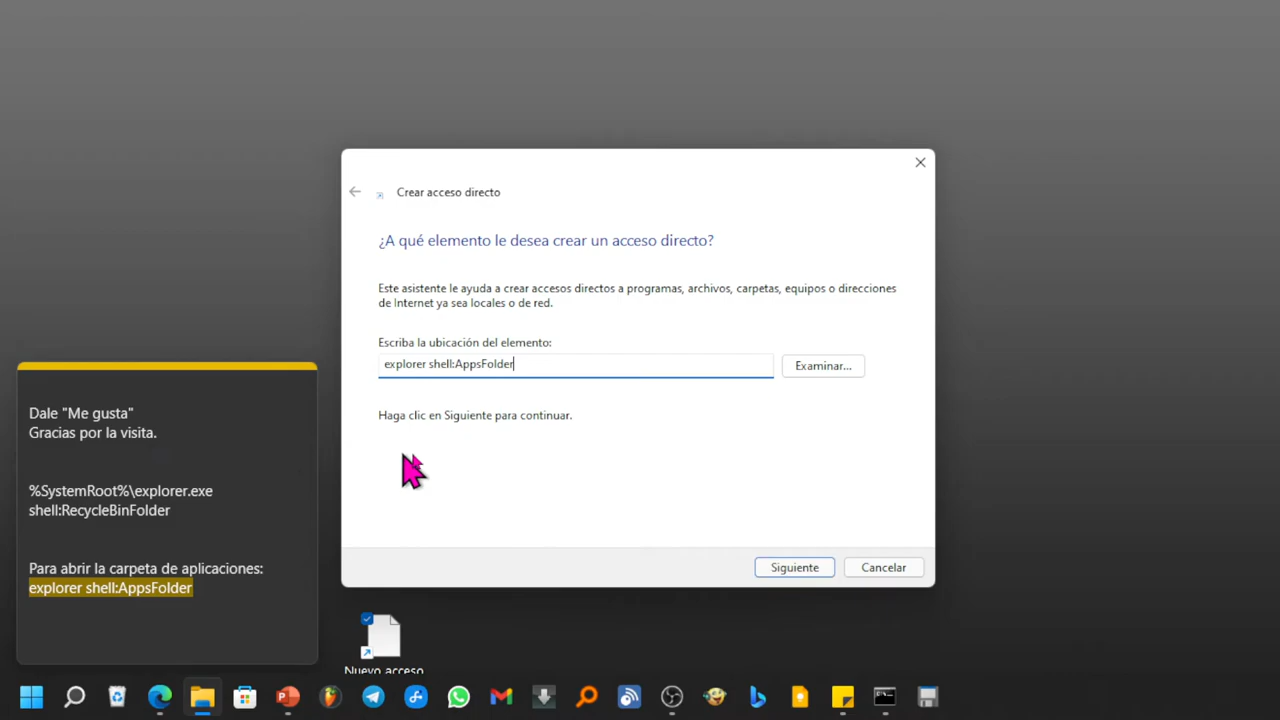 Crear acceso directo
¿A qué elemento le desea crear un acceso directo?
Este asistente le ayuda a crear accesos directos a programas, archivos, carpetas, equipos o direcciones
de Internet ya sea locales o de red.
Escriba la ubicación del elemento:
explorer shell:AppsFolder
Examinar...
Haga clic en Siguiente para continuar.
Siguiente
Cancelar
Dale "Me gusta"
Gracias por la visita.
%SystemRoot%\explorer.exe
shell:RecycleBinFolder
Para abrir la carpeta de aplicaciones:
explorer shell:AppsFolder
Nuevo acceso